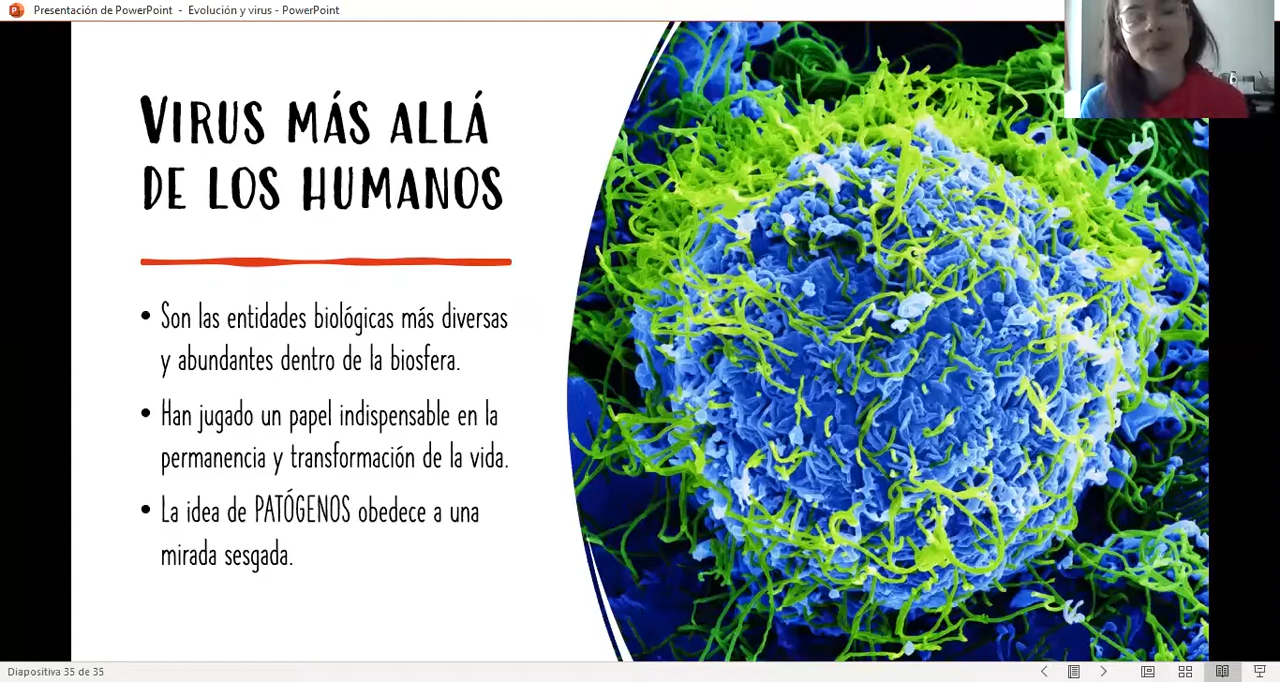 Presentación de PowerPoint - Evolución y virus - PowerPoint
VIRUS MÁS ALLÁ
DE LOS HUMANOS
• Son las entidades biológicas más diversas
y abundantes dentro de la biosfera.
• Han jugado un papel indispensable en la
permanencia y transformación de la vida.
• La idea de PATÓGENOS obedece a una
mirada sesgada.
Diapositiva 35 de 35